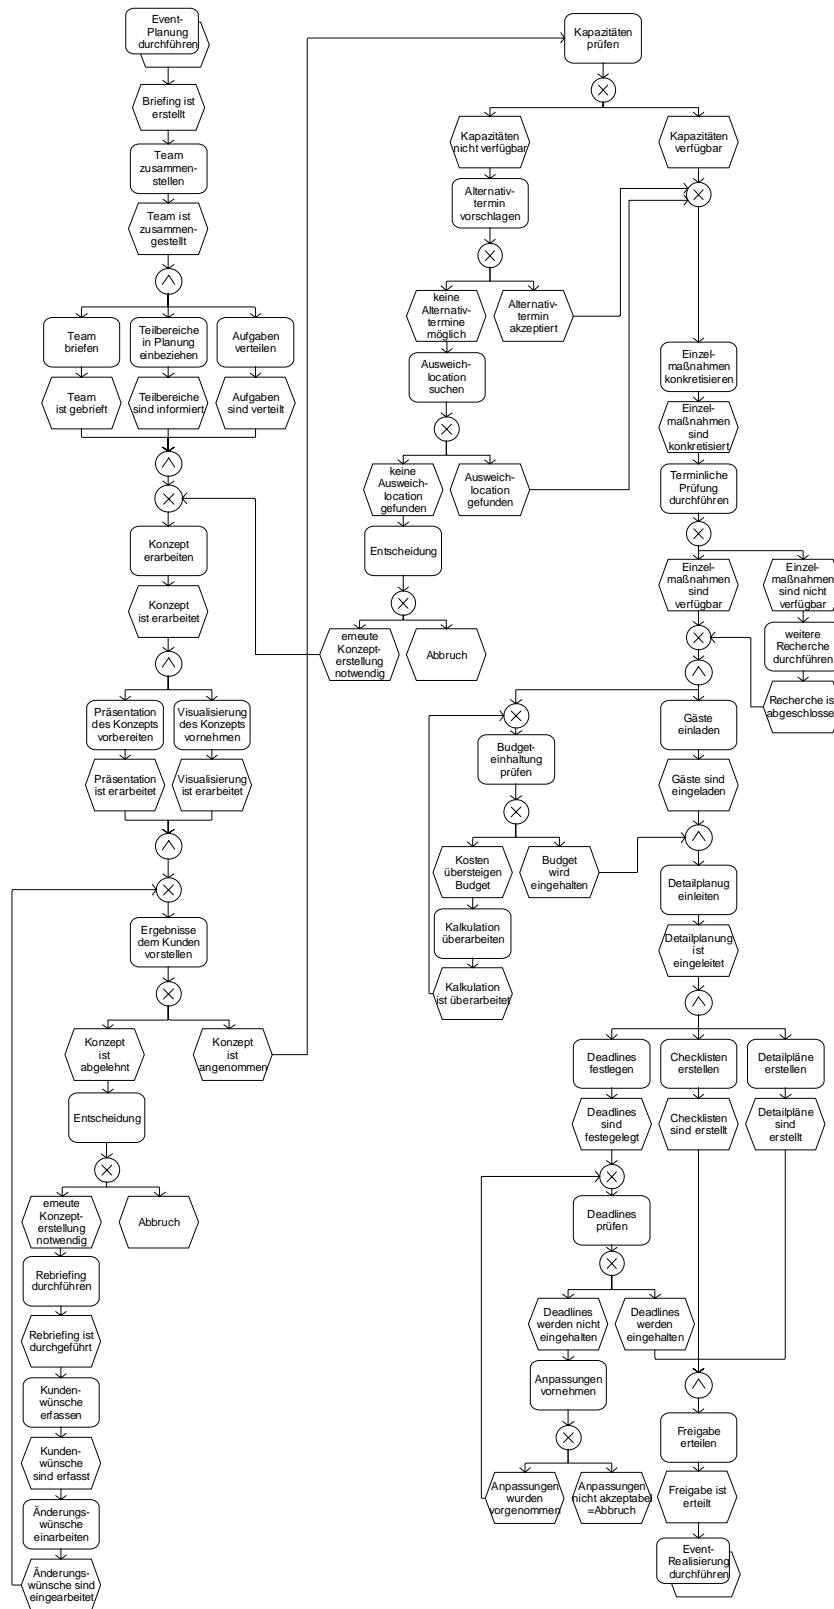 Event-
Planung
durchführen
Briefing ist
erstellt
Team
zusammen-
stellen
Team ist
zusammen-
gestellt
Team
briefen
Teilbereiche
in Planung
einbeziehen
Aufgaben
verteilen
Team
ist gebrieft
Teilbereiche
sind informiert
Aufgaben
sind verteilt
Konzept
erarbeiten
Konzept
ist erarbeitet
Präsentation
des Konzepts
vorbereiten
Visualisierung
des Konzepts
vornehmen
Präsentation
ist erarbeitet
Visualisierung
ist erarbeitet
Ergebnisse
dem Kunden
vorstellen
Konzept
ist
abgelehnt
Konzept
ist
angenommen
Entscheidung
erneute
Konzept-
erstellung
notwendig
Abbruch
Rebriefing
durchführen
Rebriefing ist
durchgeführt
Kunden-
wünsche
erfassen
Kunden-
wünsche
sind erfasst
Änderungs-
wünsche
einarbeiten
Änderungs-
wünsche sind
eingearbeitet
Kapazitäten
prüfen
Kapazitäten
nicht verfügbar
Kapazitäten
verfügbar
Alternativ-
termin
vorschlagen
keine
Alternativ-
termine
möglich
Alternativ-
termin
akzeptiert
Ausweich-
location
suchen
keine
Ausweich-
location
gefunden
Ausweich-
location
gefunden
Entscheidung
erneute
Konzept-
erstellung
notwendig
Abbruch
Einzel-
maßnahmen
konkretisieren
Einzel-
maßnahmen
sind
konkretisiert
Terminliche
Prüfung
durchführen
Einzel-
maßnahmen
sind
verfügbar
Einzel-
maßnahmen
sind nicht
verfügbar
weitere
Recherche
durchführen
Recherche ist
abgeschlossen
Budget-
einhaltung
prüfen
Gäste
einladen
Gäste sind
eingeladen
Kosten
übersteigen
Budget
Budget
wird
eingehalten
Kalkulation
überarbeiten
Kalkulation
ist überarbeitet
Detailplanug
einleiten
Detailplanung
ist
eingeleitet
Deadlines
festlegen
Checklisten
erstellen
Detailpläne
erstellen
Deadlines
sind
festegelegt
Checklisten
sind erstellt
Detailpläne
sind
erstellt
Deadlines
prüfen
Deadlines
werden nicht
eingehalten
Deadlines
werden
eingehalten
Anpassungen
vornehmen
Anpassungen
wurden
vorgenommen
Anpassungen
nicht akzeptabel
=Abbruch
Freigabe
erteilen
Freigabe ist
erteilt
Event-
Realisierung
durchführen